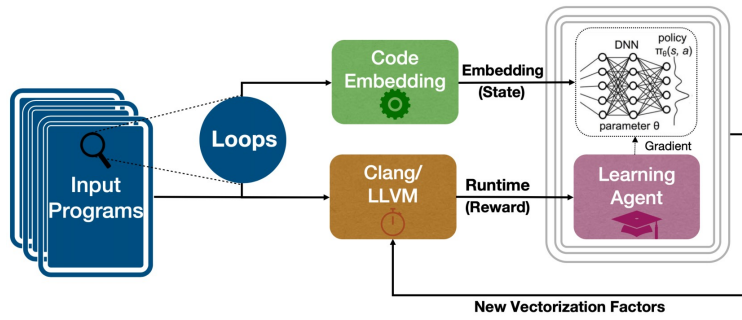 Input
Programs
Loops
Code
Embedding
Embedding
(State)
Clang/
LLVM
Runtime
(Reward)
DNN
policy
πθ(s, a)
parameter θ
Gradient
Learning
Agent
New Vectorization Factors